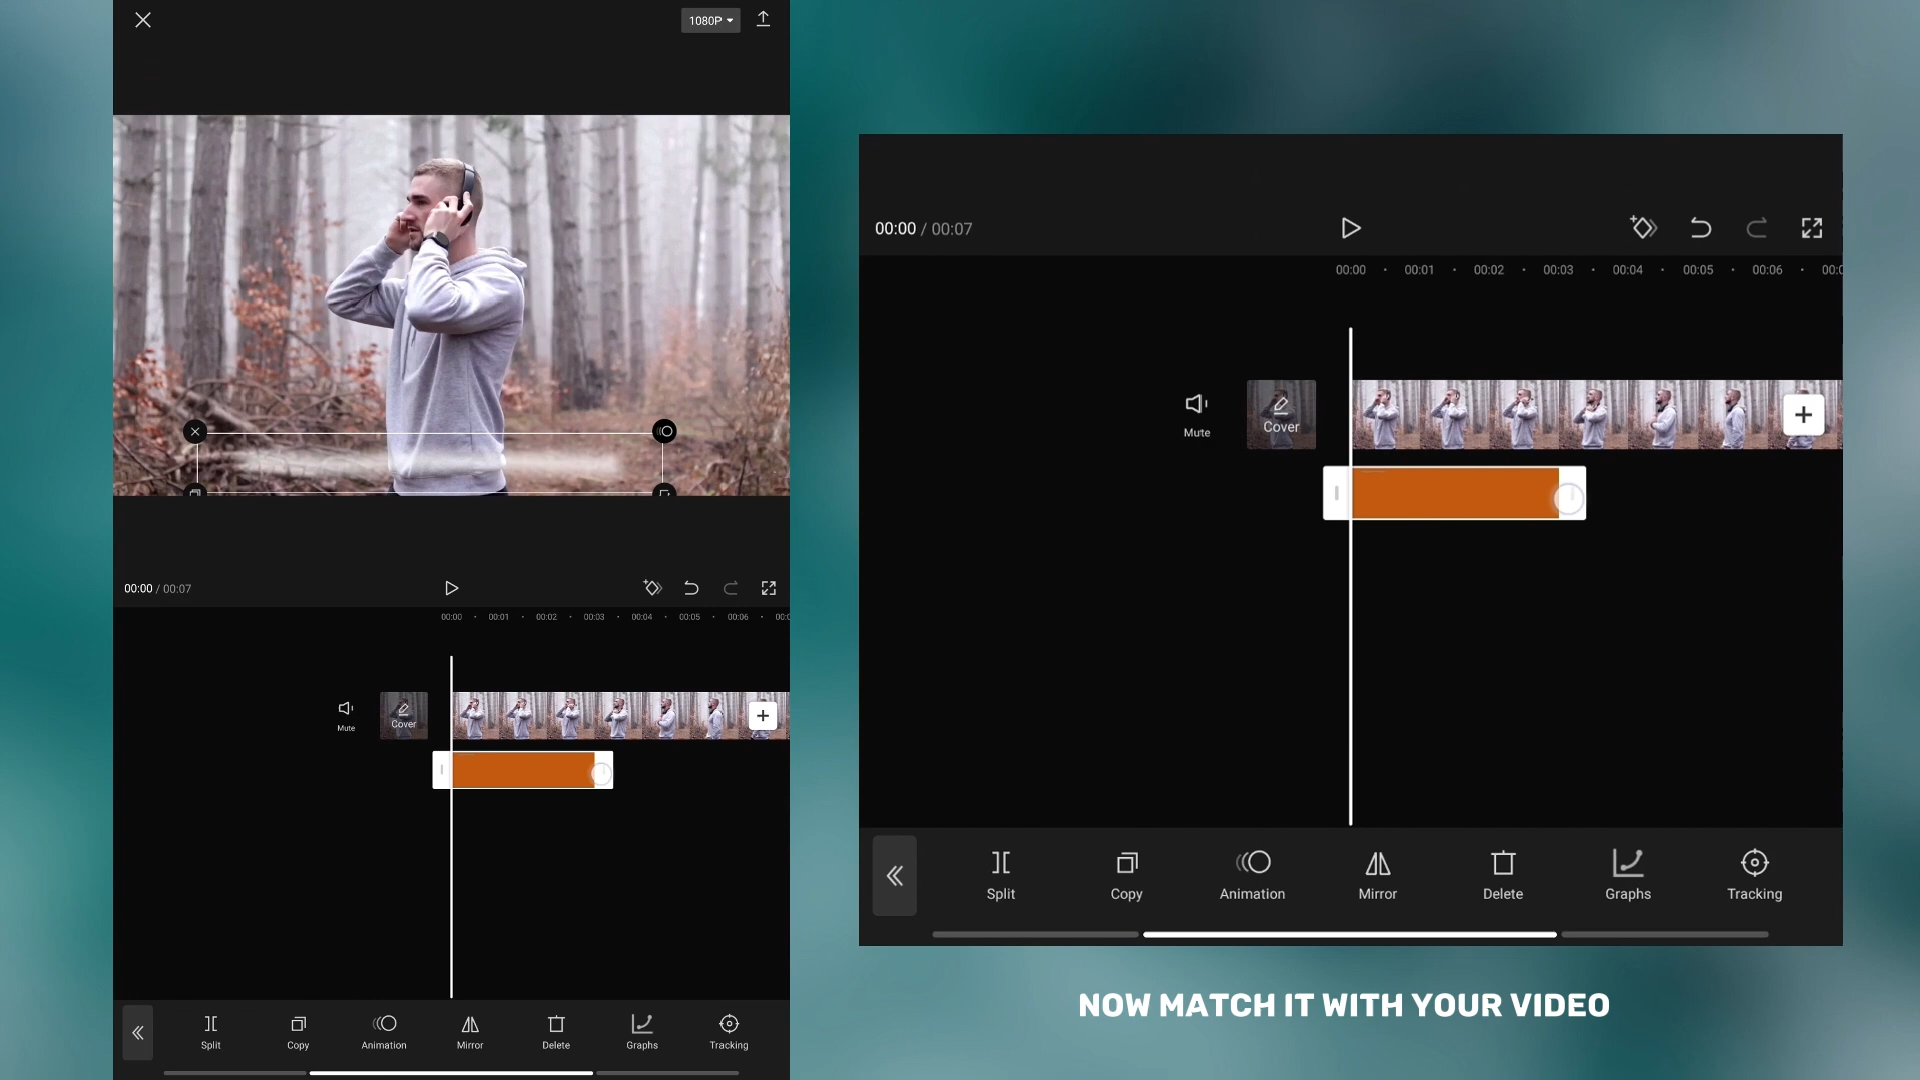 1080P
00:00 / 00:07
00:00 00:01 00:02 00:03 00:04 00:05 00:06
Mute
Cover
Split Copy Animation Mirror Delete Graphs Tracking
00:00 / 00:07
00:00 00:01 00:02 00:03 00:04 00:05 00:06
Mute
Cover
Split Copy Animation Mirror Delete Graphs Tracking
NOW MATCH IT WITH YOUR VIDEO